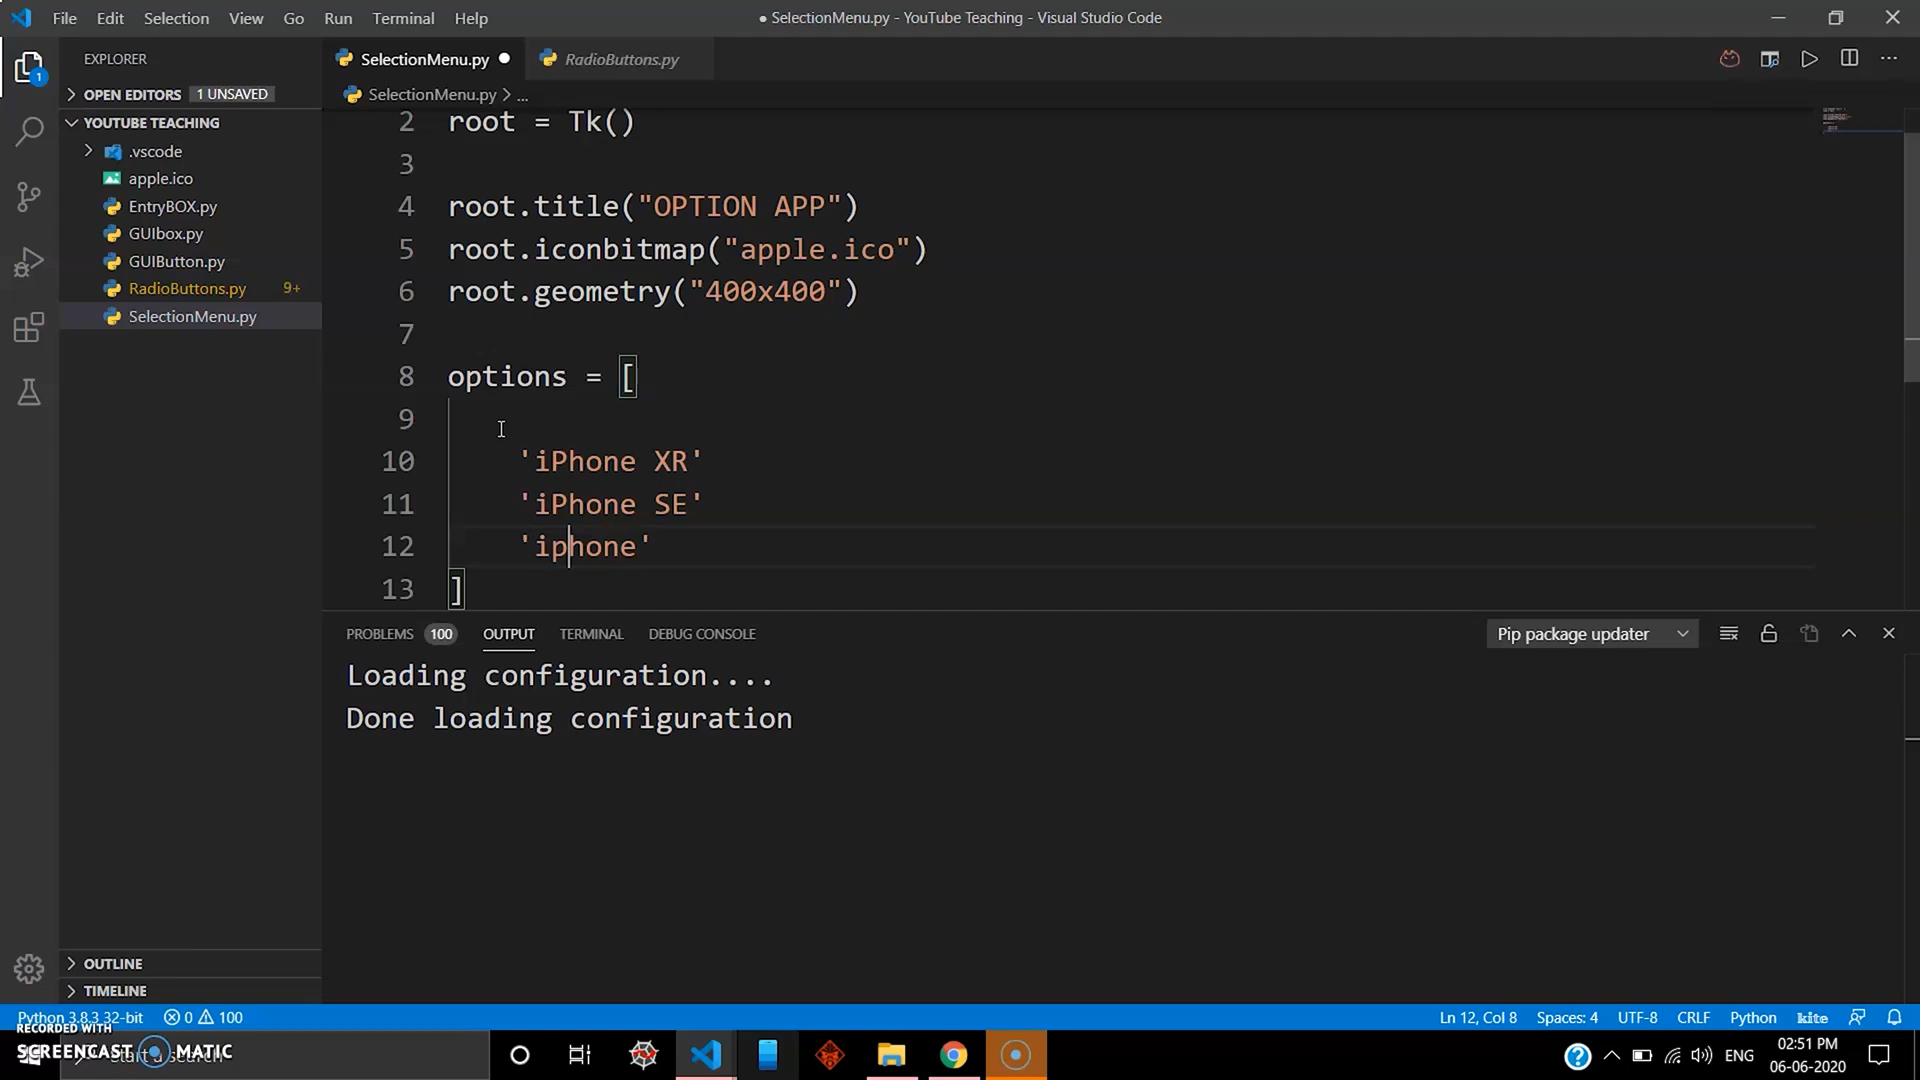 File Edit Selection View Go Run Terminal Help
● SelectionMenu.py - YouTube Teaching - Visual Studio Code
EXPLORER
SelectionMenu.py
RadioButtons.py
OPEN EDITORS 1 UNSAVED
SelectionMenu.py > ...
YOUTUBE TEACHING
.vscode
apple.ico
EntryBOX.py
GUIbox.py
GUIButton.py
RadioButtons.py 9+
SelectionMenu.py
1
2 root = Tk()
3
4 root.title("OPTION APP")
5 root.iconbitmap("apple.ico")
6 root.geometry("400x400")
7
8 options = [
9
10 'iPhone XR'
11 'iPhone SE'
12 'iphone'
13 ]
PROBLEMS 100 OUTPUT TERMINAL DEBUG CONSOLE
Pip package updater
Loading configuration....
Done loading configuration
OUTLINE
TIMELINE
Python 3.8.3 32-bit 0 100
Ln 12, Col 8 Spaces: 4 UTF-8 CRLF Python kite
RECORDED WITH
SCREENCAST MATIC
Start a search
ENG
02:51 PM
06-06-2020